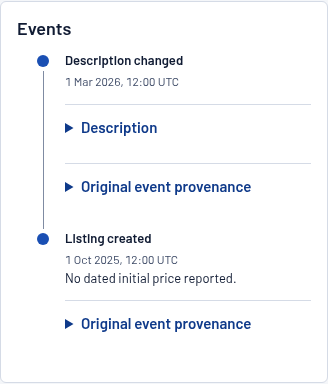 Events
Description changed
1 Mar 2026, 12:00 UTC
Description
Original event provenance
Listing created
1 Oct 2025, 12:00 UTC
No dated initial price reported.
Original event provenance